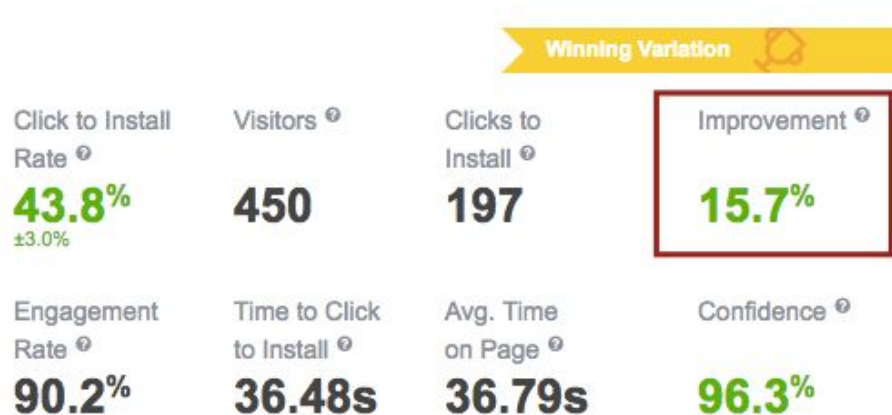 Winning Variation
Click to Install Rate
43.8%
±3.0%
Visitors
450
Clicks to Install
197
Improvement
15.7%
Engagement Rate
90.2%
Time to Click to Install
36.48s
Avg. Time on Page
36.79s
Confidence
96.3%